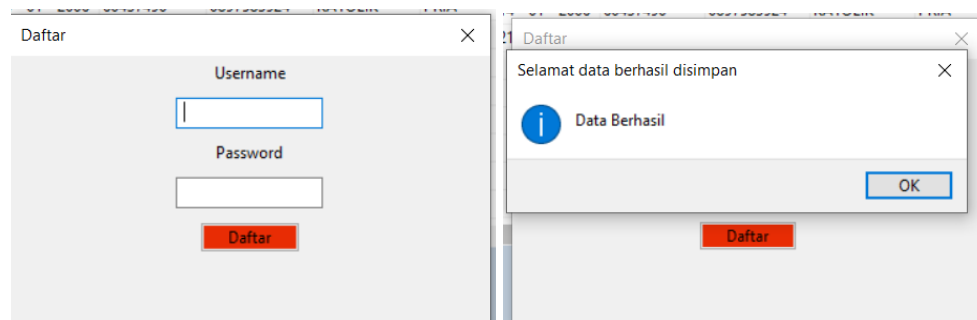 Daftar
Username
Password
Daftar
Daftar
Selamat data berhasil disimpan
Data Berhasil
OK
Daftar